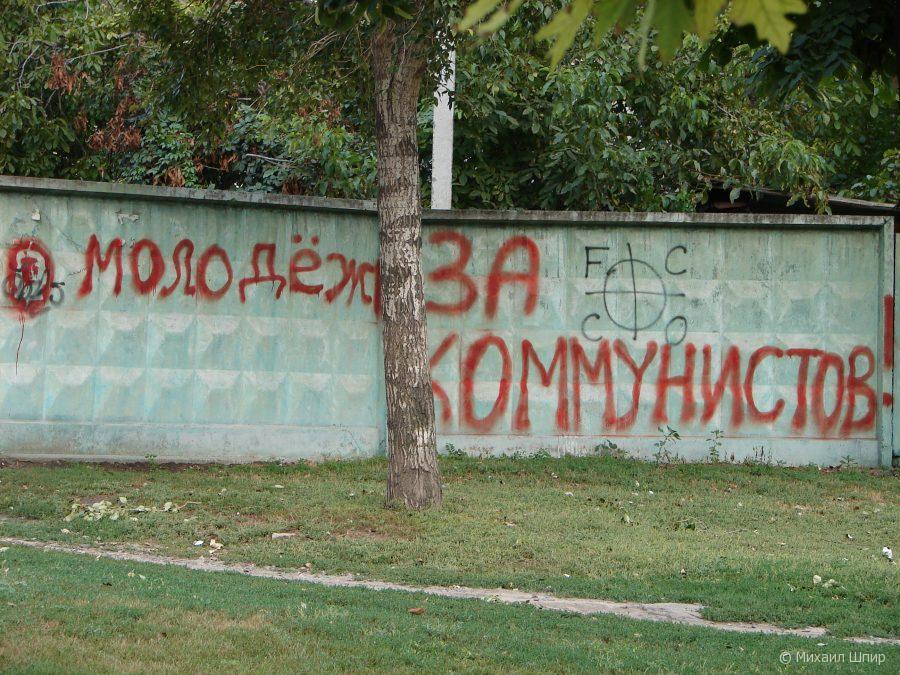 МОЛОДЁЖЬ ЗА
F C
C O
КОММУНИСТОВ!
© Михаил Шпир